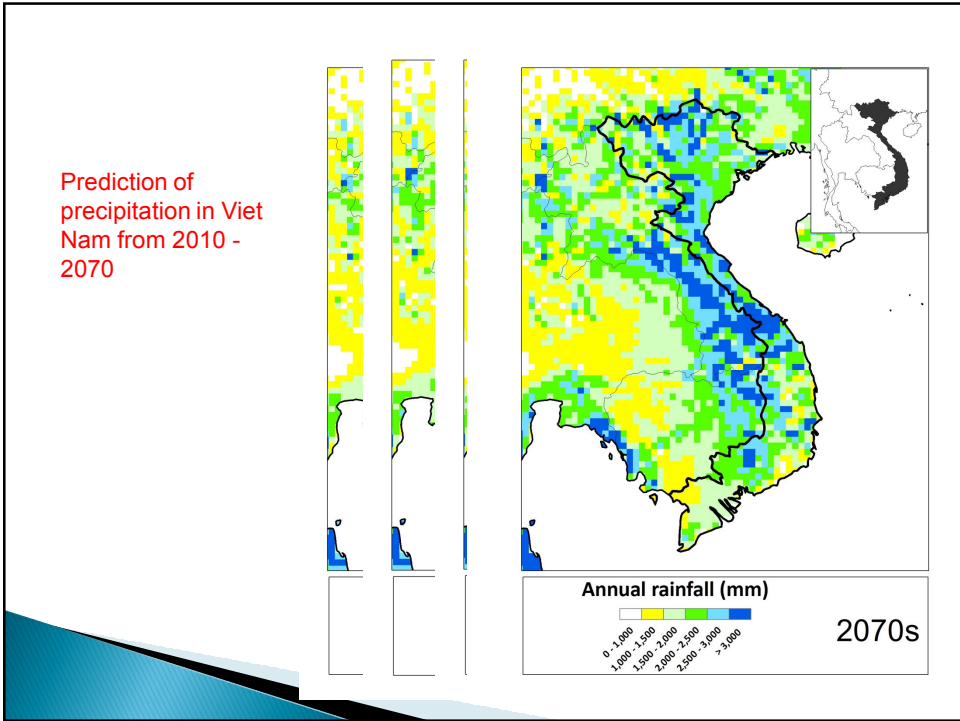 Prediction of
precipitation in Viet
Nam from 2010 -
2070
Annual rainfall (mm)
0 - 1,000
1,000 - 1,500
1,500 - 2,000
2,000 - 2,500
2,500 - 3,000
> 3,000
2070s